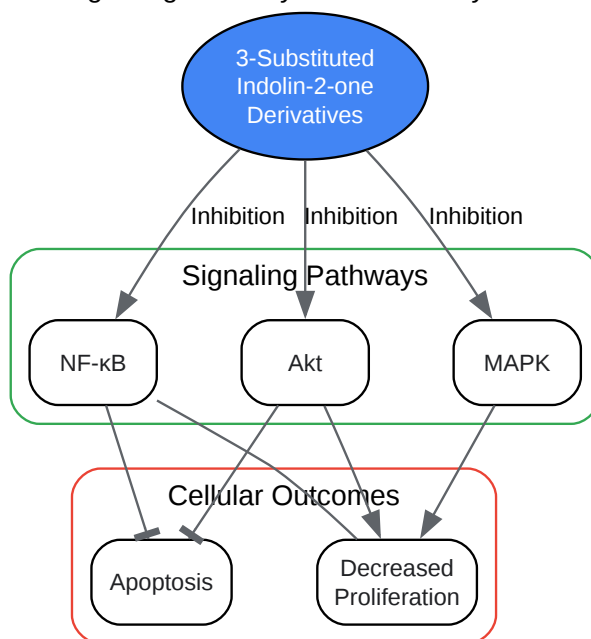 3-Substituted
Indolin-2-one
Derivatives
Inhibition Inhibition Inhibition
Signaling Pathways
NF-κB Akt MAPK
Cellular Outcomes
Apoptosis
Decreased
Proliferation